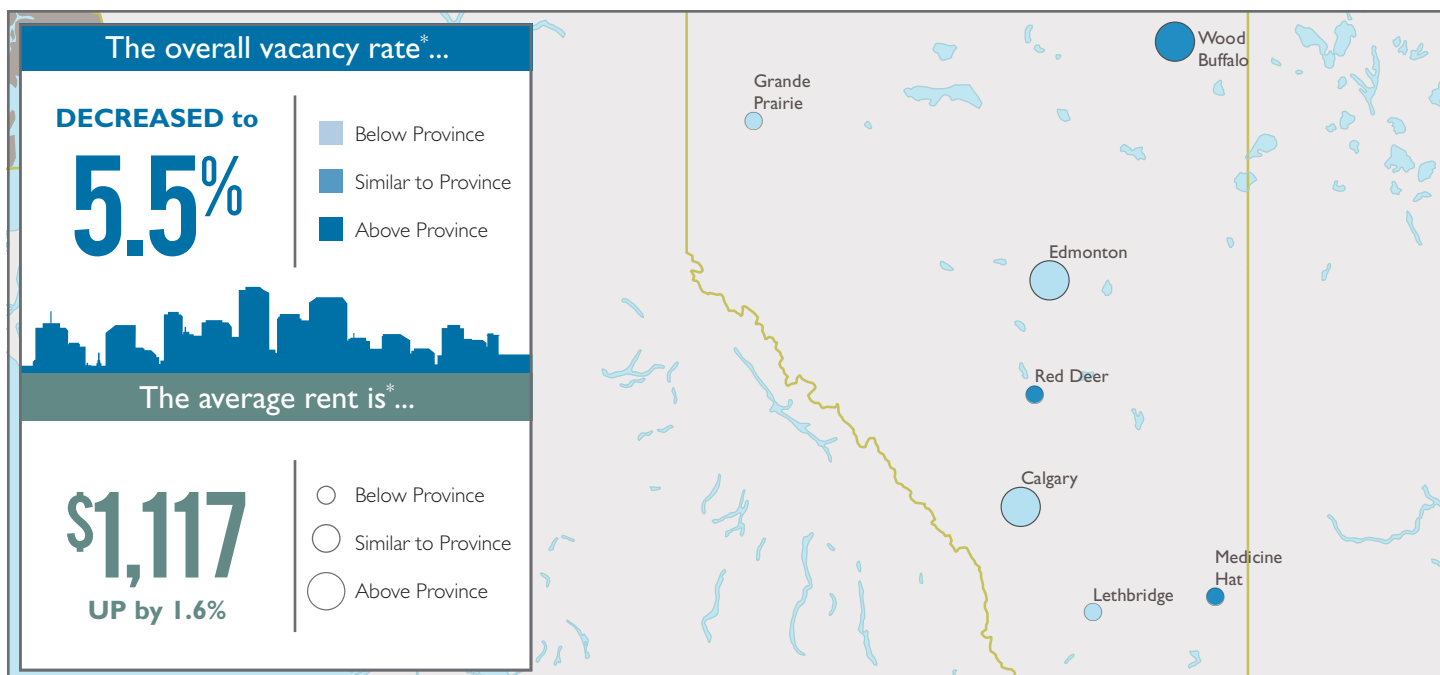 The overall vacancy rate*...
DECREASED to
5.5%
Below Province
Similar to Province
Above Province
The average rent is*...
$1,117
UP by 1.6%
Below Province
Similar to Province
Above Province
Wood
Buffalo
Grande
Prairie
Edmonton
Red Deer
Calgary
Medicine
Hat
Lethbridge